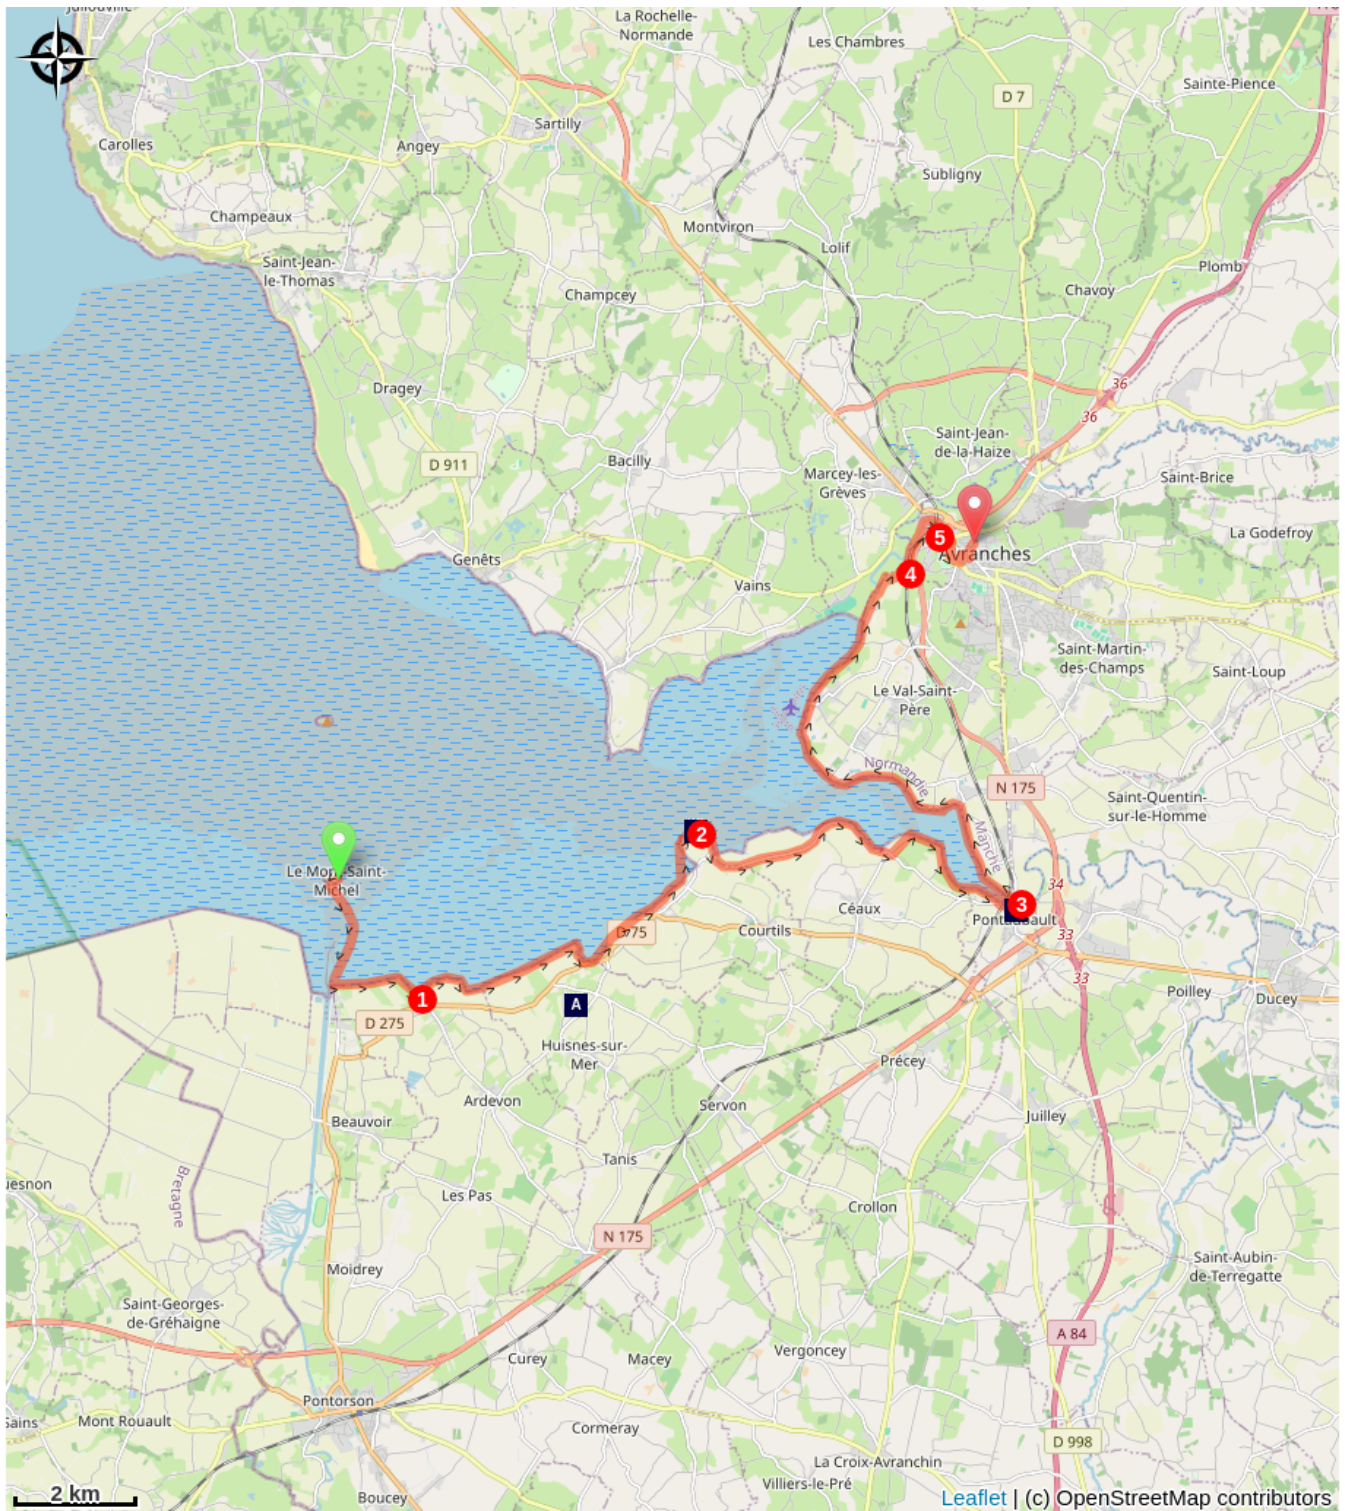 Jullouville
La Rochelle-
Normande
Les Chambres
Sainte-Pience
D 7
Sartilly
Carolles
Angey
Subligny
Champeaux
Montviron
Lolif
Saint-Jean-
le-Thomas
Plomb
Champcey
Chavoy
Dragey
36
36
Saint-Jean-
de-la-Haize
D 911
Bacilly
Marcey-les-
Grèves
Saint-Brice
La Godefroy
5
Avranches
Genêts
4
Vains
Saint-Martin-
des-Champs
Saint-Loup
Le Val-Saint-
Père
Normandie
N 175
Saint-Quentin-
sur-le-Homme
2
Manche
Le Mont-Saint-
Michel
34
3
Céaux
Pontaubault
D 75
Courtils
33
33
1
A
Poilley
Ducey
D 275
Huisnes-sur-
Mer
Précey
Ardevon
Servon
Juilley
Beauvoir
Tanis
Bretagne
uesnon
Les Pas
Crollon
N 175
Saint-Aubin-
de-Terregatte
Moidrey
Saint-Georges-
de-Gréhaigne
A 84
Curey
Macey
Vergoncey
Pontorson
Sains
Mont Rouault
Cormeray
D 998
La Croix-Avranchin
Villiers-le-Pré
2 km
Boucey
Leaflet | (c) OpenStreetMap contributors